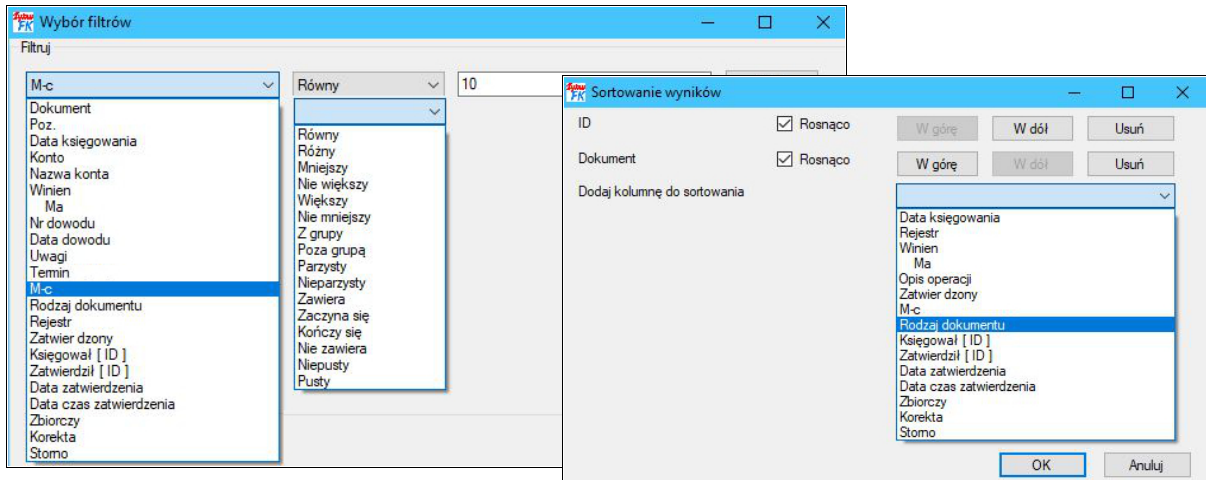 Wybór filtrów
Filtruj
M-c
Równy
10
Dokument
Poz.
Data księgowania
Konto
Nazwa konta
Winien
Ma
Nr dowodu
Data dowodu
Uwagi
Termin
M-c
Rodzaj dokumentu
Rejestr
Zatwier dzony
Księgował [ ID ]
Zatwierdził [ ID ]
Data zatwierdzenia
Data czas zatwierdzenia
Zbiorczy
Korekta
Storno
Równy
Różny
Mniejszy
Nie większy
Większy
Nie mniejszy
Z grupy
Poza grupą
Parzysty
Nieparzysty
Zawiera
Zaczyna się
Kończy się
Nie zawiera
Niepusty
Pusty
Sortowanie wyników
ID
Rosnąco
W górę
W dół
Usuń
Dokument
Rosnąco
W górę
W dół
Usuń
Dodaj kolumnę do sortowania
Data księgowania
Rejestr
Winien
Ma
Opis operacji
Zatwier dzony
M-c
Rodzaj dokumentu
Księgował [ ID ]
Zatwierdził [ ID ]
Data zatwierdzenia
Data czas zatwierdzenia
Zbiorczy
Korekta
Storno
OK
Anuluj